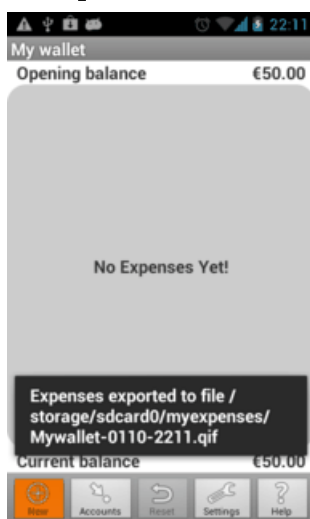 22:11
My wallet
Opening balance €50.00
No Expenses Yet!
Expenses exported to file /
storage/sdcard0/myexpenses/
Mywallet-0110-2211.qif
Current balance €50.00
New Accounts Reset Settings Help